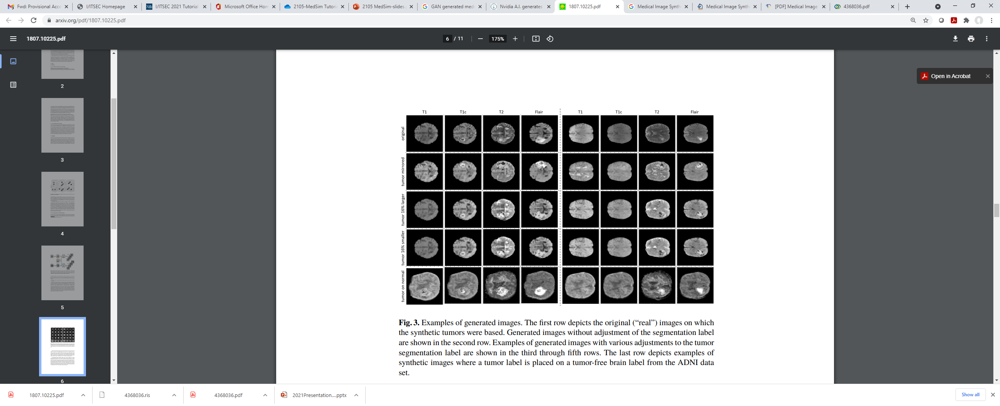 Fwd: Provisional Acce
I/ITSEC Homepage
I/ITSEC 2021 Tutorial
Microsoft Office Hom
2105-MedSim Tutori
2105 MedSim-slides.
GAN generated med
Nvidia A.I. generates
1807.10225.pdf
Medical Image Synth
Medical Image Synth
[PDF] Medical Image
4368036.pdf
arxiv.org/pdf/1807.10225.pdf
1807.10225.pdf
6 / 11
175%
Open in Acrobat
2
3
4
5
6
T1 T1c T2 Flair T1 T1c T2 Flair
original
tumor mirrored
tumor 16% larger
tumor 16% smaller
tumor on normal
Fig. 3. Examples of generated images. The first row depicts the original (“real”) images on which
the synthetic tumors were based. Generated images without adjustment of the segmentation label
are shown in the second row. Examples of generated images with various adjustments to the tumor
segmentation label are shown in the third through fifth rows. The last row depicts examples of
synthetic images where a tumor label is placed on a tumor-free brain label from the ADNI data
set.
1807.10225.pdf
4368036.ris
4368036.pdf
2021Presentation....pptx
Show all